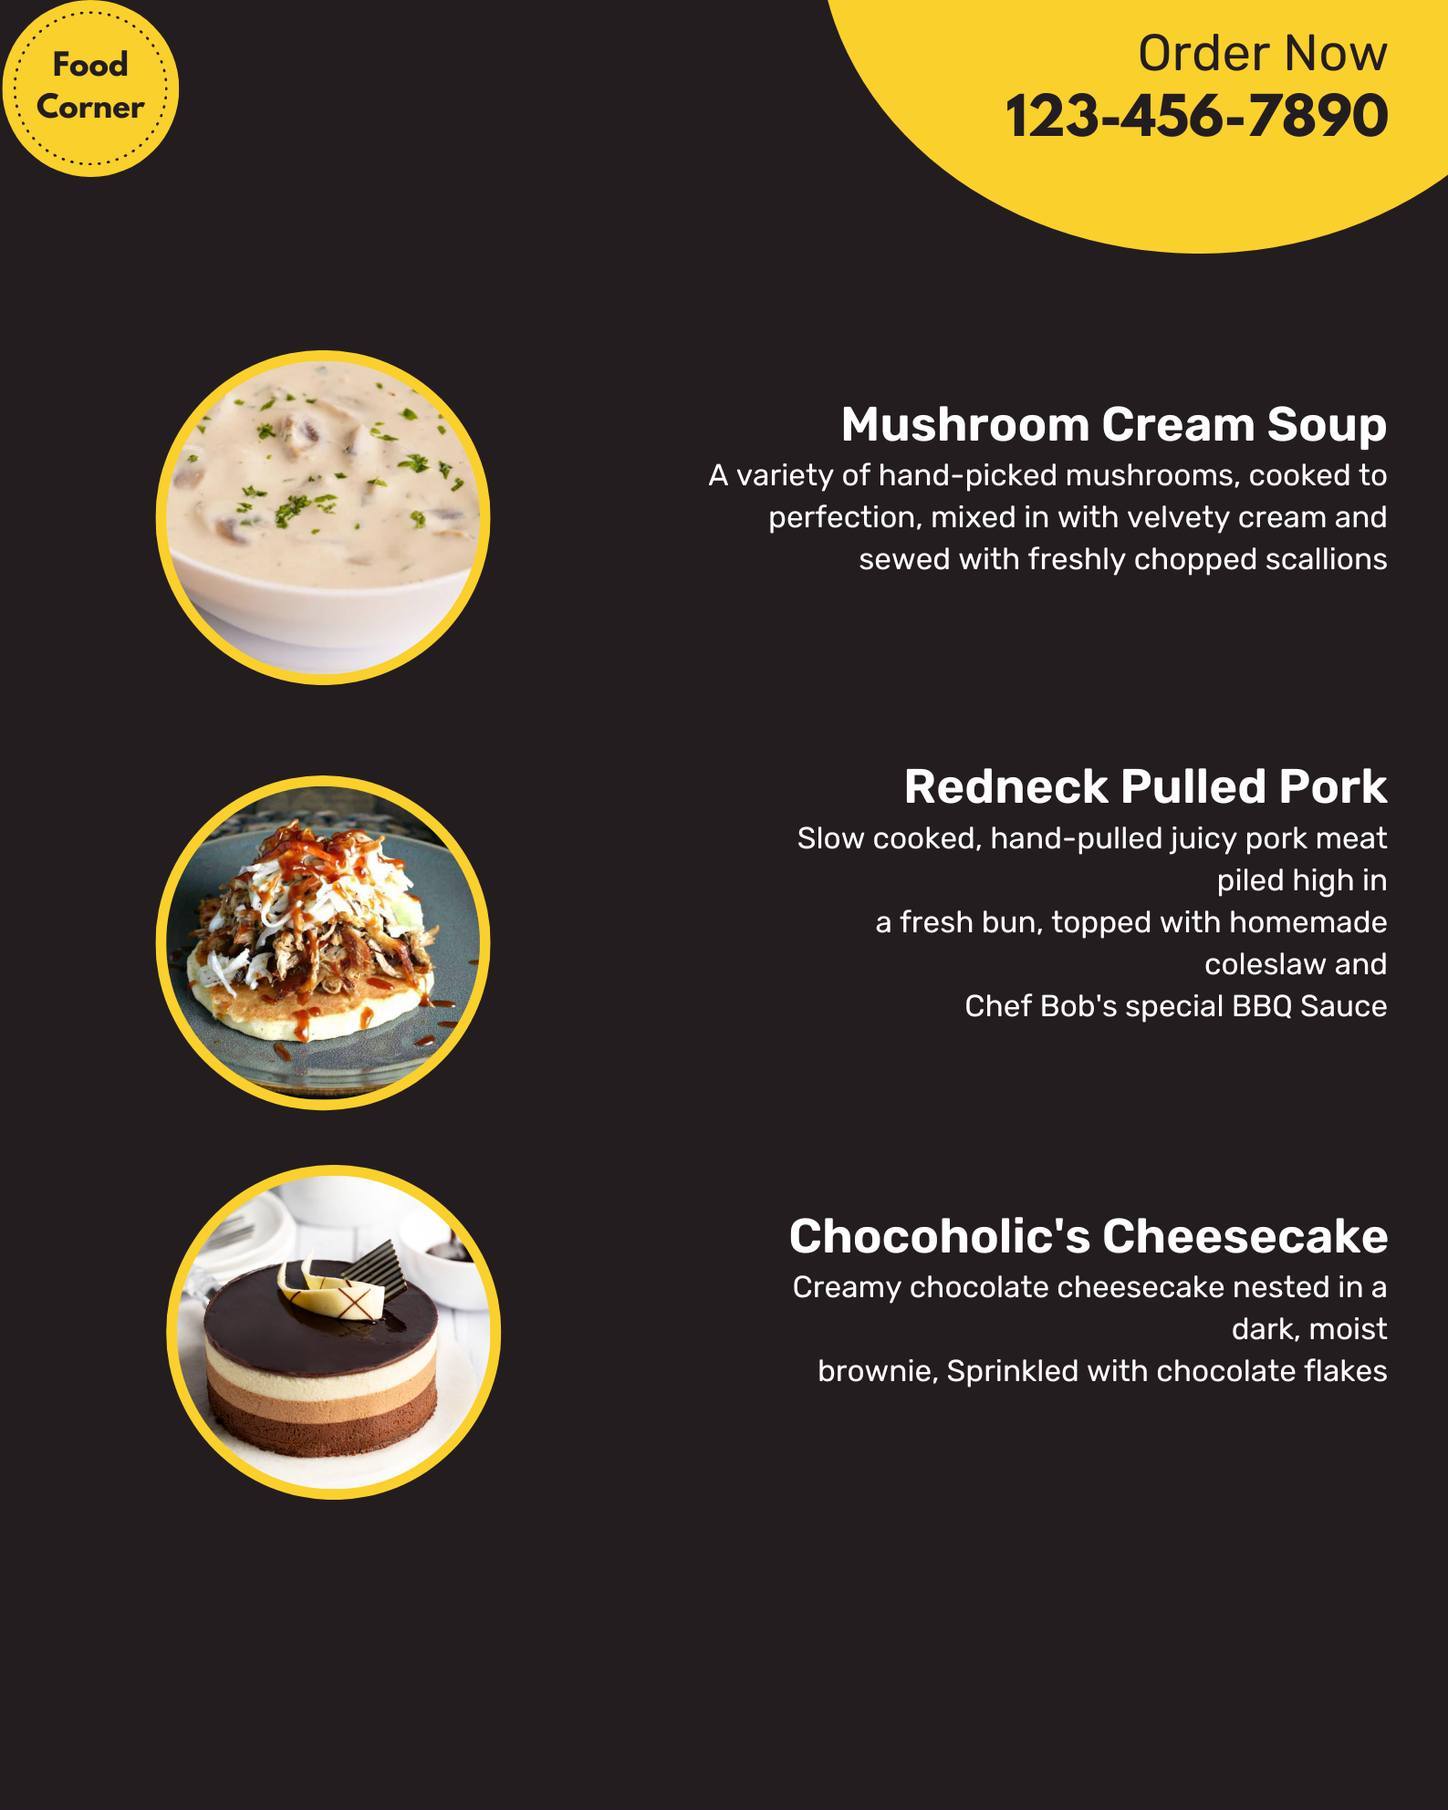 Food
Corner
Order Now
123-456-7890
Mushroom Cream Soup
A variety of hand-picked mushrooms, cooked to
perfection, mixed in with velvety cream and
sewed with freshly chopped scallions
Redneck Pulled Pork
Slow cooked, hand-pulled juicy pork meat
piled high in
a fresh bun, topped with homemade
coleslaw and
Chef Bob's special BBQ Sauce
Chocoholic's Cheesecake
Creamy chocolate cheesecake nested in a
dark, moist
brownie, Sprinkled with chocolate flakes